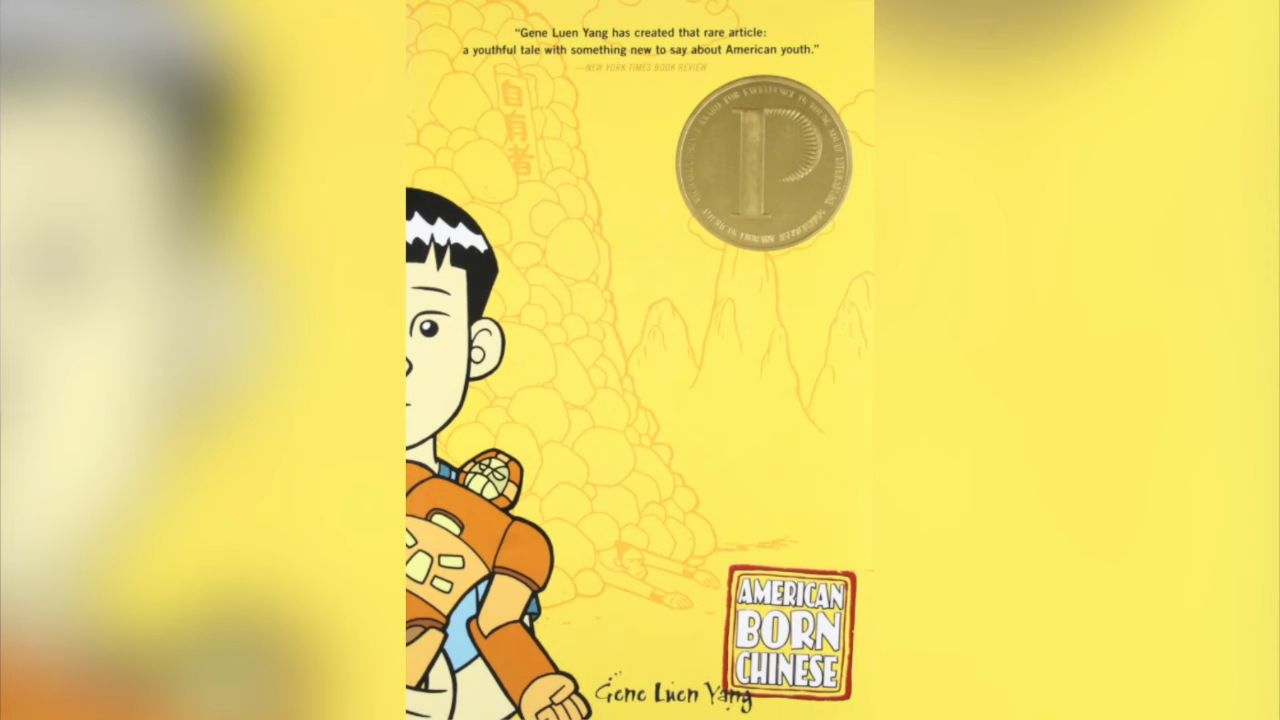 “Gene Luen Yang has created that rare article:
a youthful tale with something new to say about American youth.”
—NEW YORK TIMES BOOK REVIEW
自
有
者
P
AMERICAN
BORN
CHINESE
Gene Luen Yang